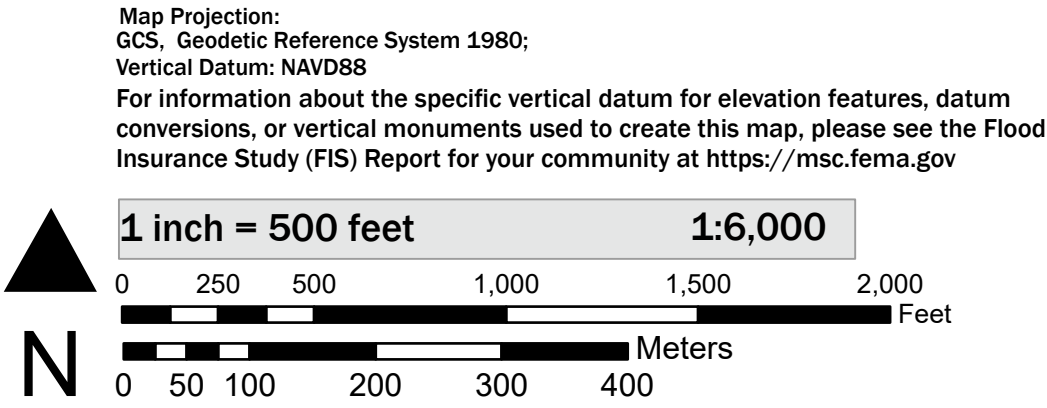 Map Projection:
GCS, Geodetic Reference System 1980;
Vertical Datum: NAVD88
For information about the specific vertical datum for elevation features, datum
conversions, or vertical monuments used to create this map, please see the Flood
Insurance Study (FIS) Report for your community at https://msc.fema.gov
1 inch = 500 feet 1:6,000
0 250 500 1,000 1,500 2,000
Feet
Meters
0 50 100 200 300 400
N